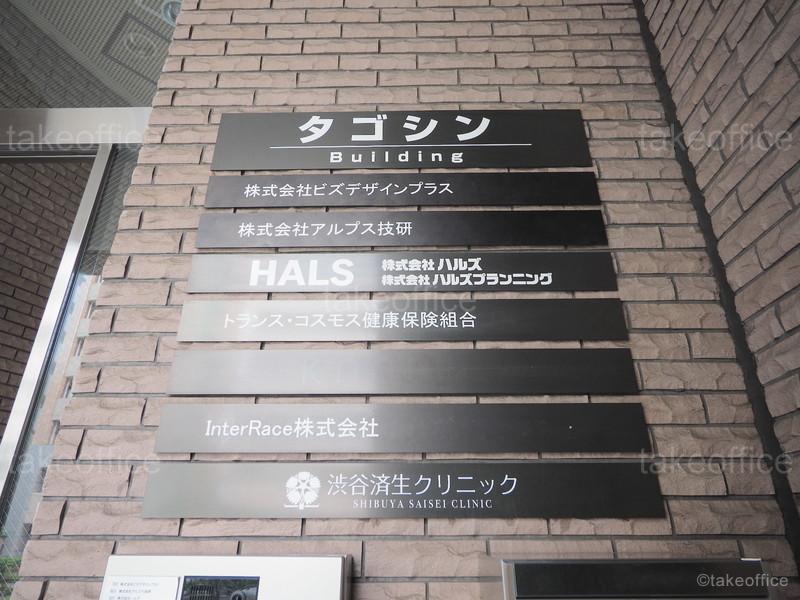 タゴシン
Building
株式会社ビズデザインプラス
株式会社アルプス技研
HALS 株式会社 ハルズ
株式会社 ハルズプランニング
トランス・コスモス健康保険組合
InterRace株式会社
渋谷済生クリニック
SHIBUYA SAISEI CLINIC
takeoffice takeoffice
takeoffice
takeoffice takeoffice
©takeoffice